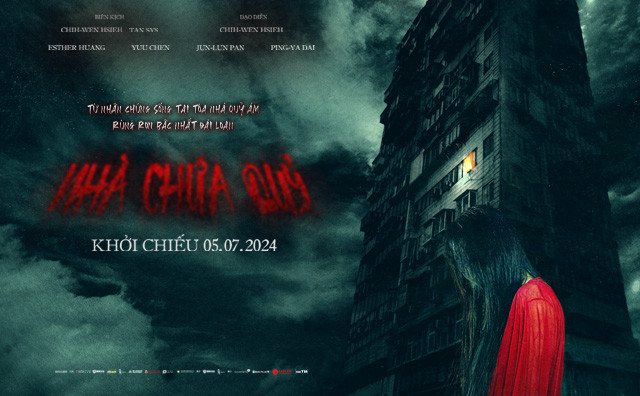 BIÊN KỊCH
ĐẠO DIỄN
CHIH-WEN HSIEH TAN SYS
CHIH-WEN HSIEH
ESTHER HUANG YUU CHEN JUN-LUN PAN PING-YA DAI
TỪ NHÂN CHỨNG SỐNG TẠI TÒA NHÀ QUỶ ÁM
RÙNG RỢN BẬC NHẤT ĐÀI LOAN
NHÀ CHỨA QUỶ
KHỞI CHIẾU 05.07.2024